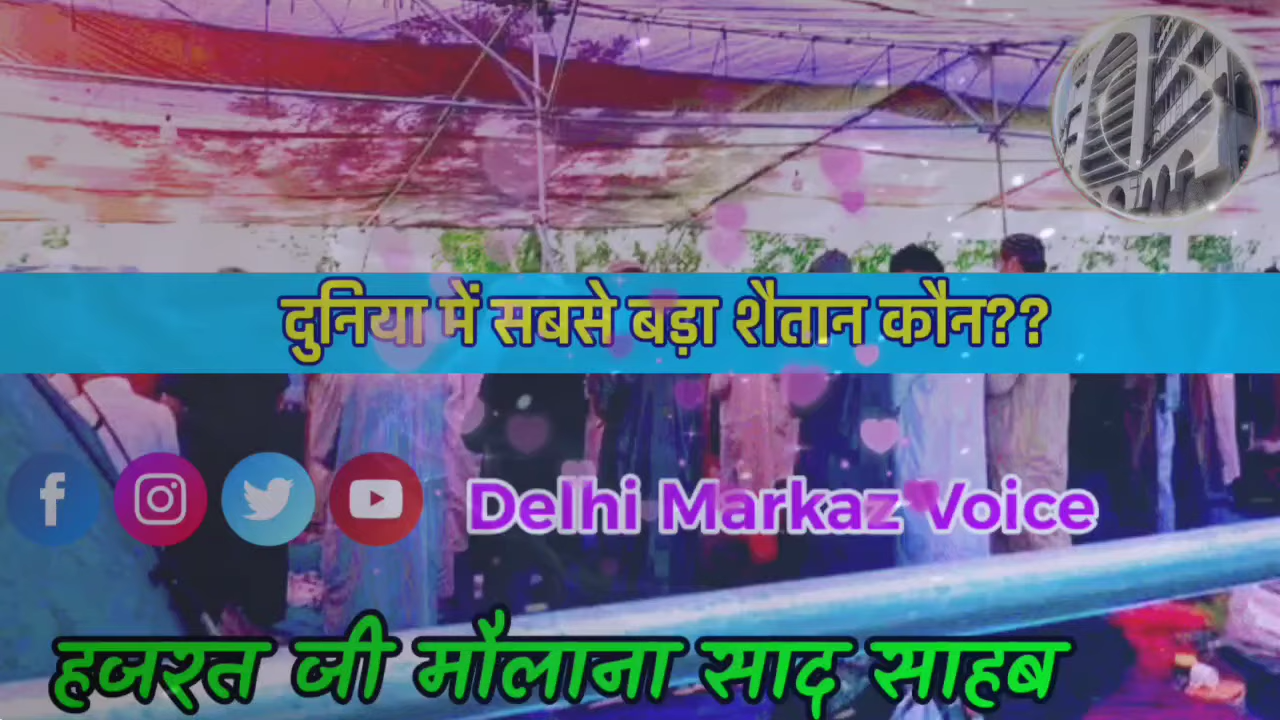 दुनिया में सबसे बड़ा शैतान कौन??
Delhi Markaz Voice
हजरत जी मौलाना साद साहब